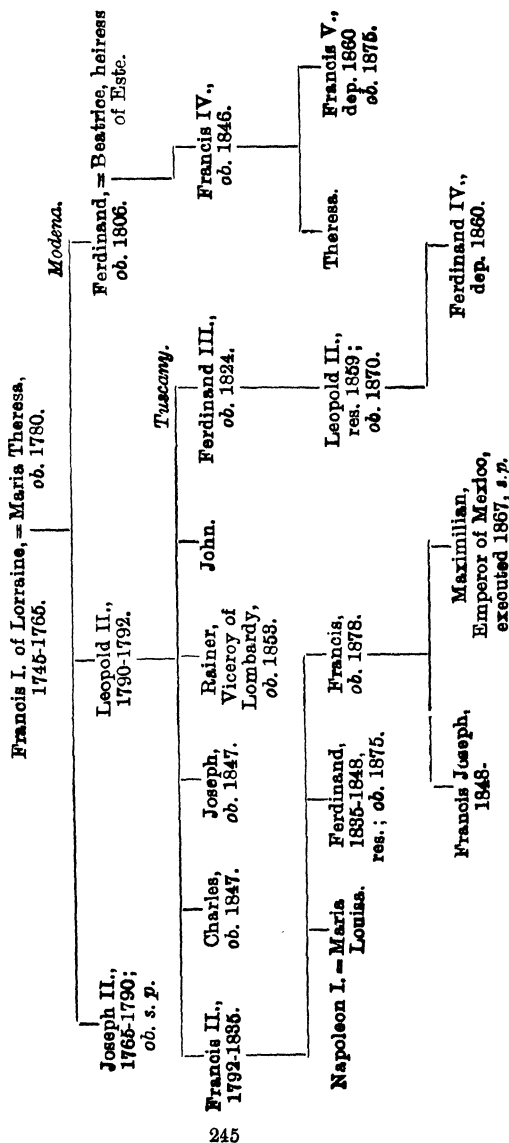 Francis I. of Lorraine, = Maria Theresa,
1745-1765. ob. 1780.
Joseph II.,
1765-1790;
ob. s. p.
Leopold II.,
1790-1792.
Modena.
Ferdinand, = Beatrice, heiress
ob. 1806. of Este.
Francis II.,
1792-1835.
Charles,
ob. 1847.
Joseph,
ob. 1847.
Rainer,
Viceroy of
Lombardy,
ob. 1853.
John.
Tuscany.
Ferdinand III.,
ob. 1824.
Francis IV.,
ob. 1846.
Napoleon I. = Maria
Louisa.
Ferdinand,
1835-1848,
res.; ob. 1875.
Francis,
ob. 1878.
Leopold II.,
res. 1859;
ob. 1870.
Theresa.
Francis V.,
dep. 1860
ob. 1875.
Francis Joseph,
1848-
Maximilian,
Emperor of Mexico,
executed 1867, s.p.
Ferdinand IV.,
dep. 1860.
245